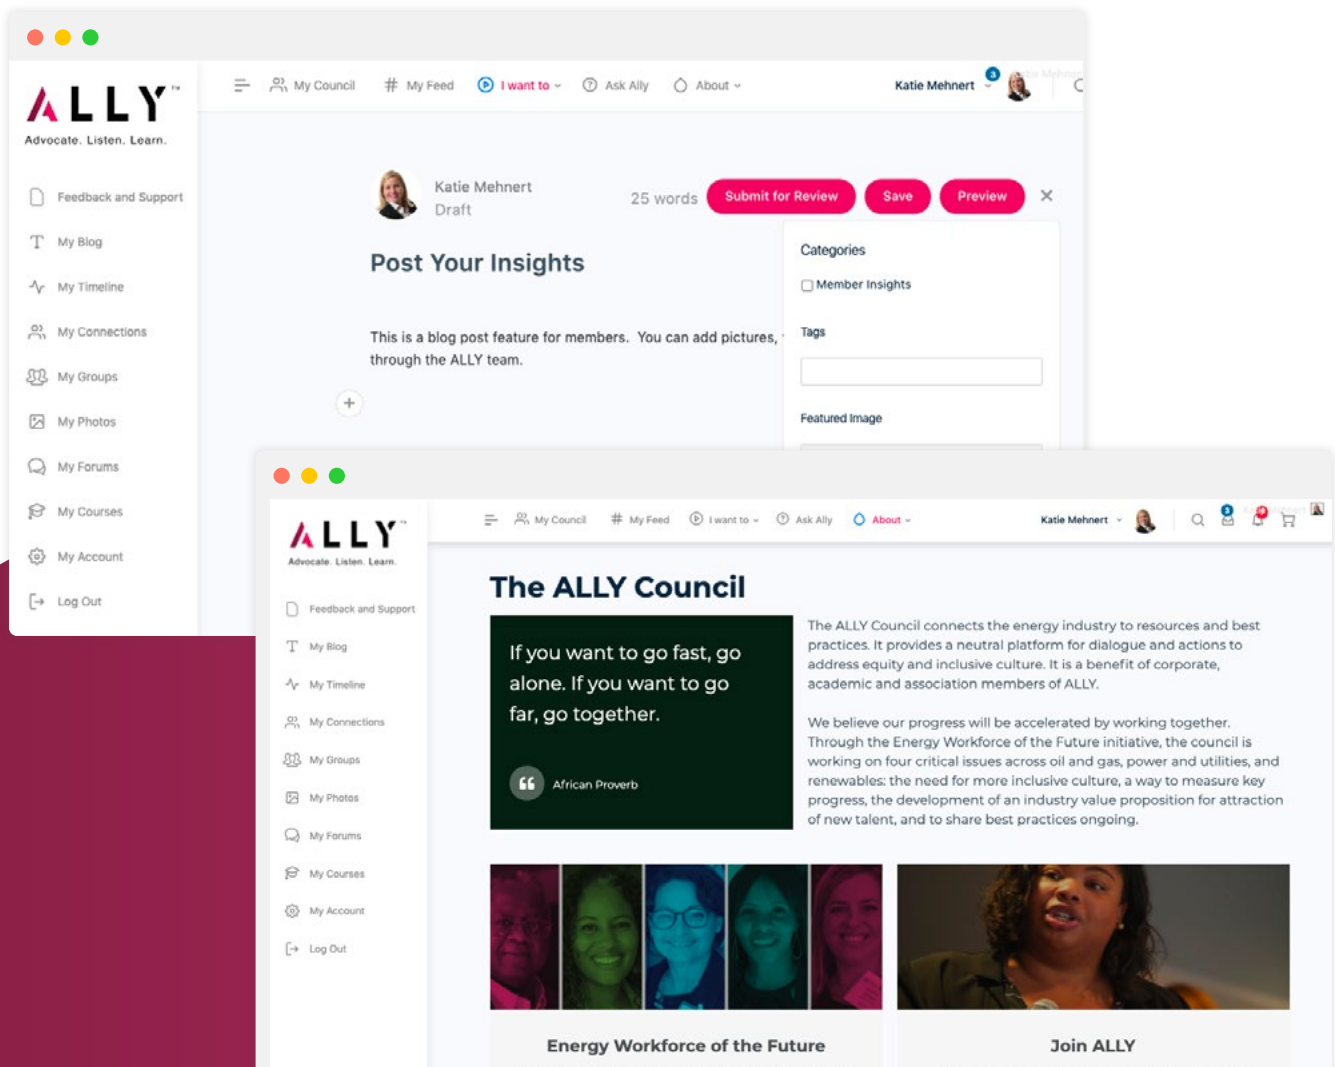 ALLY™
Advocate. Listen. Learn.
Feedback and Support
My Blog
My Timeline
My Connections
My Groups
My Photos
My Forums
My Courses
My Account
Log Out
My Council
My Feed
I want to
Ask Ally
About
Katie Mehnert
3
Katie Mehnert
Draft
25 words
Submit for Review
Save
Preview
Post Your Insights
This is a blog post feature for members. You can add pictures,
through the ALLY team.
Categories
Member Insights
Tags
Featured Image
ALLY
Advocate. Listen. Learn.
Feedback and Support
My Blog
My Timeline
My Connections
My Groups
My Photos
My Forums
My Courses
My Account
Log Out
My Council
My Feed
I want to
Ask Ally
About
Katie Mehnert
3
The ALLY Council
If you want to go fast, go
alone. If you want to go
far, go together.
African Proverb
The ALLY Council connects the energy industry to resources and best
practices. It provides a neutral platform for dialogue and actions to
address equity and inclusive culture. It is a benefit of corporate,
academic and association members of ALLY.
We believe our progress will be accelerated by working together.
Through the Energy Workforce of the Future initiative, the council is
working on four critical issues across oil and gas, power and utilities, and
renewables: the need for more inclusive culture, a way to measure key
progress, the development of an industry value proposition for attraction
of new talent, and to share best practices ongoing.
Energy Workforce of the Future
Join ALLY